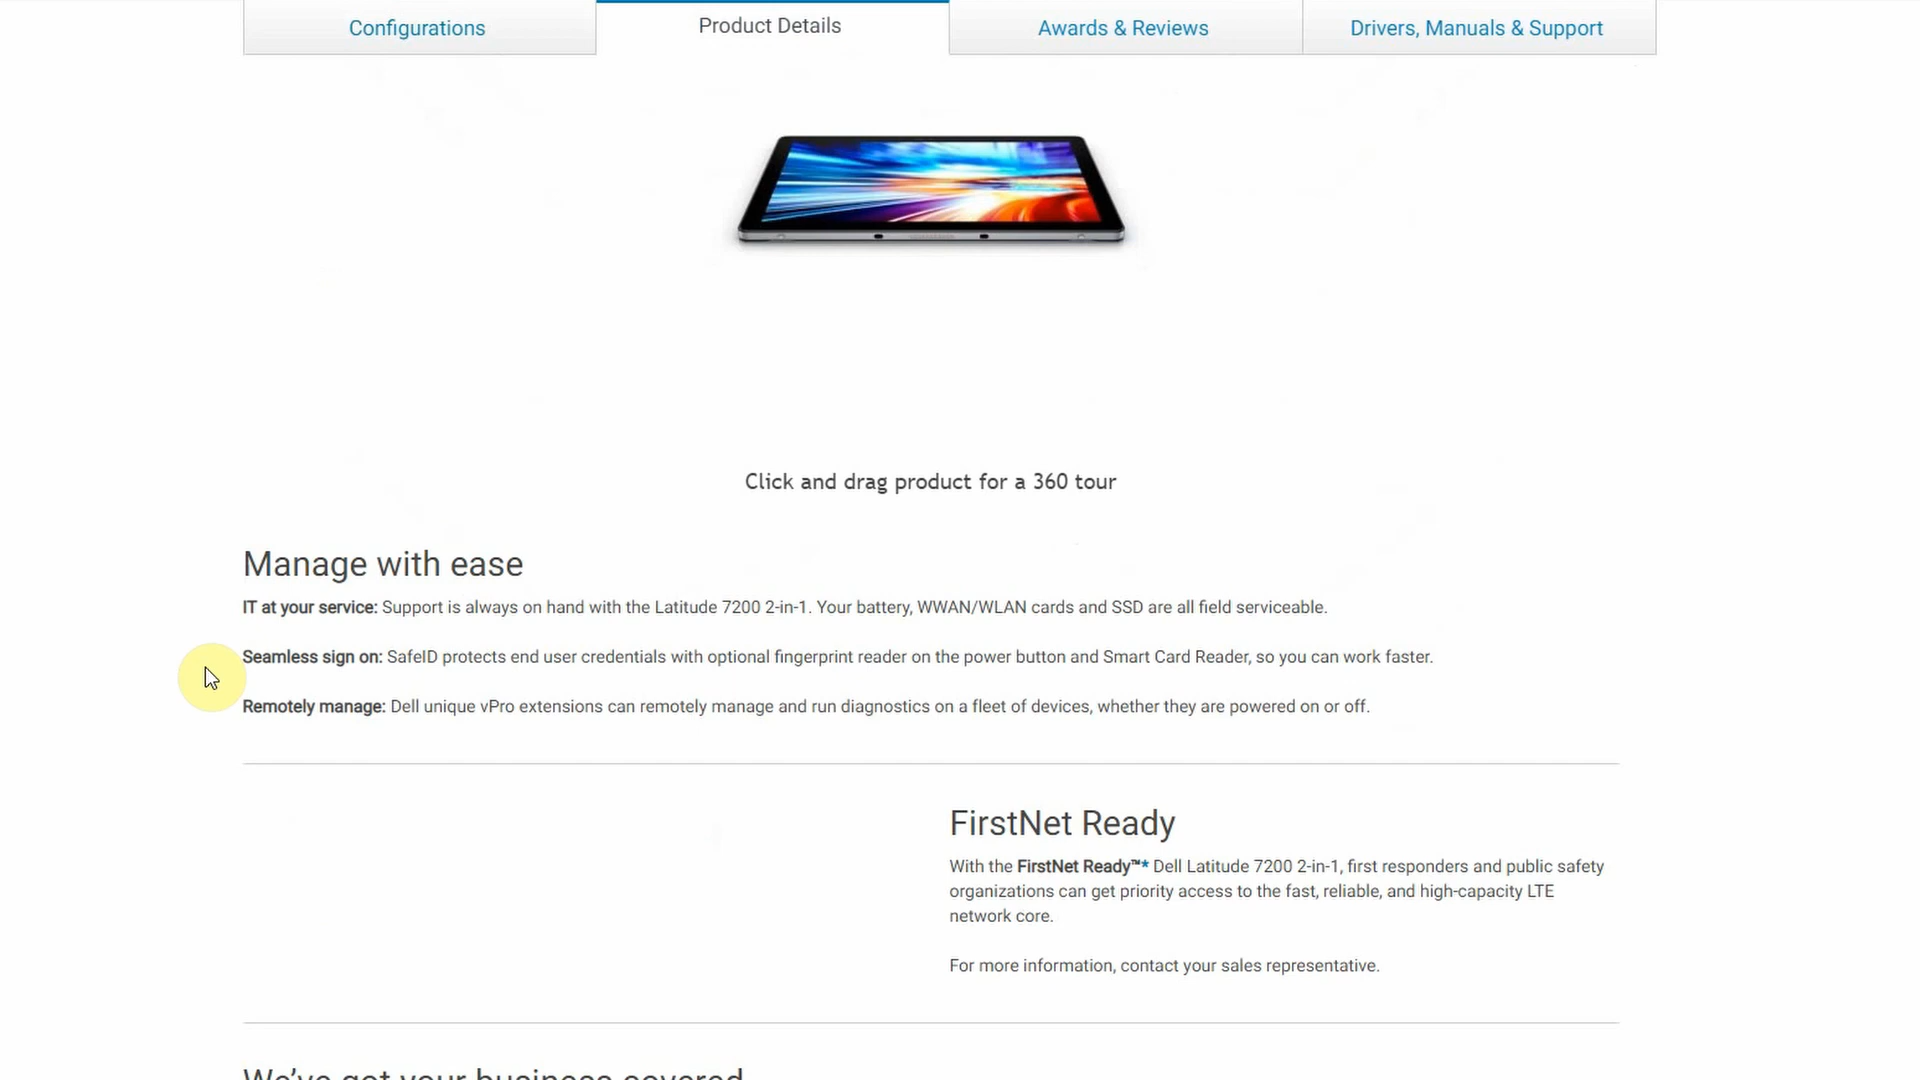 Configurations
Product Details
Awards & Reviews
Drivers, Manuals & Support
Click and drag product for a 360 tour
Manage with ease
IT at your service: Support is always on hand with the Latitude 7200 2-in-1. Your battery, WWAN/WLAN cards and SSD are all field serviceable.
Seamless sign on: SafeID protects end user credentials with optional fingerprint reader on the power button and Smart Card Reader, so you can work faster.
Remotely manage: Dell unique vPro extensions can remotely manage and run diagnostics on a fleet of devices, whether they are powered on or off.
FirstNet Ready
With the FirstNet Ready™* Dell Latitude 7200 2-in-1, first responders and public safety
organizations can get priority access to the fast, reliable, and high-capacity LTE
network core.
For more information, contact your sales representative.
We've got your business covered